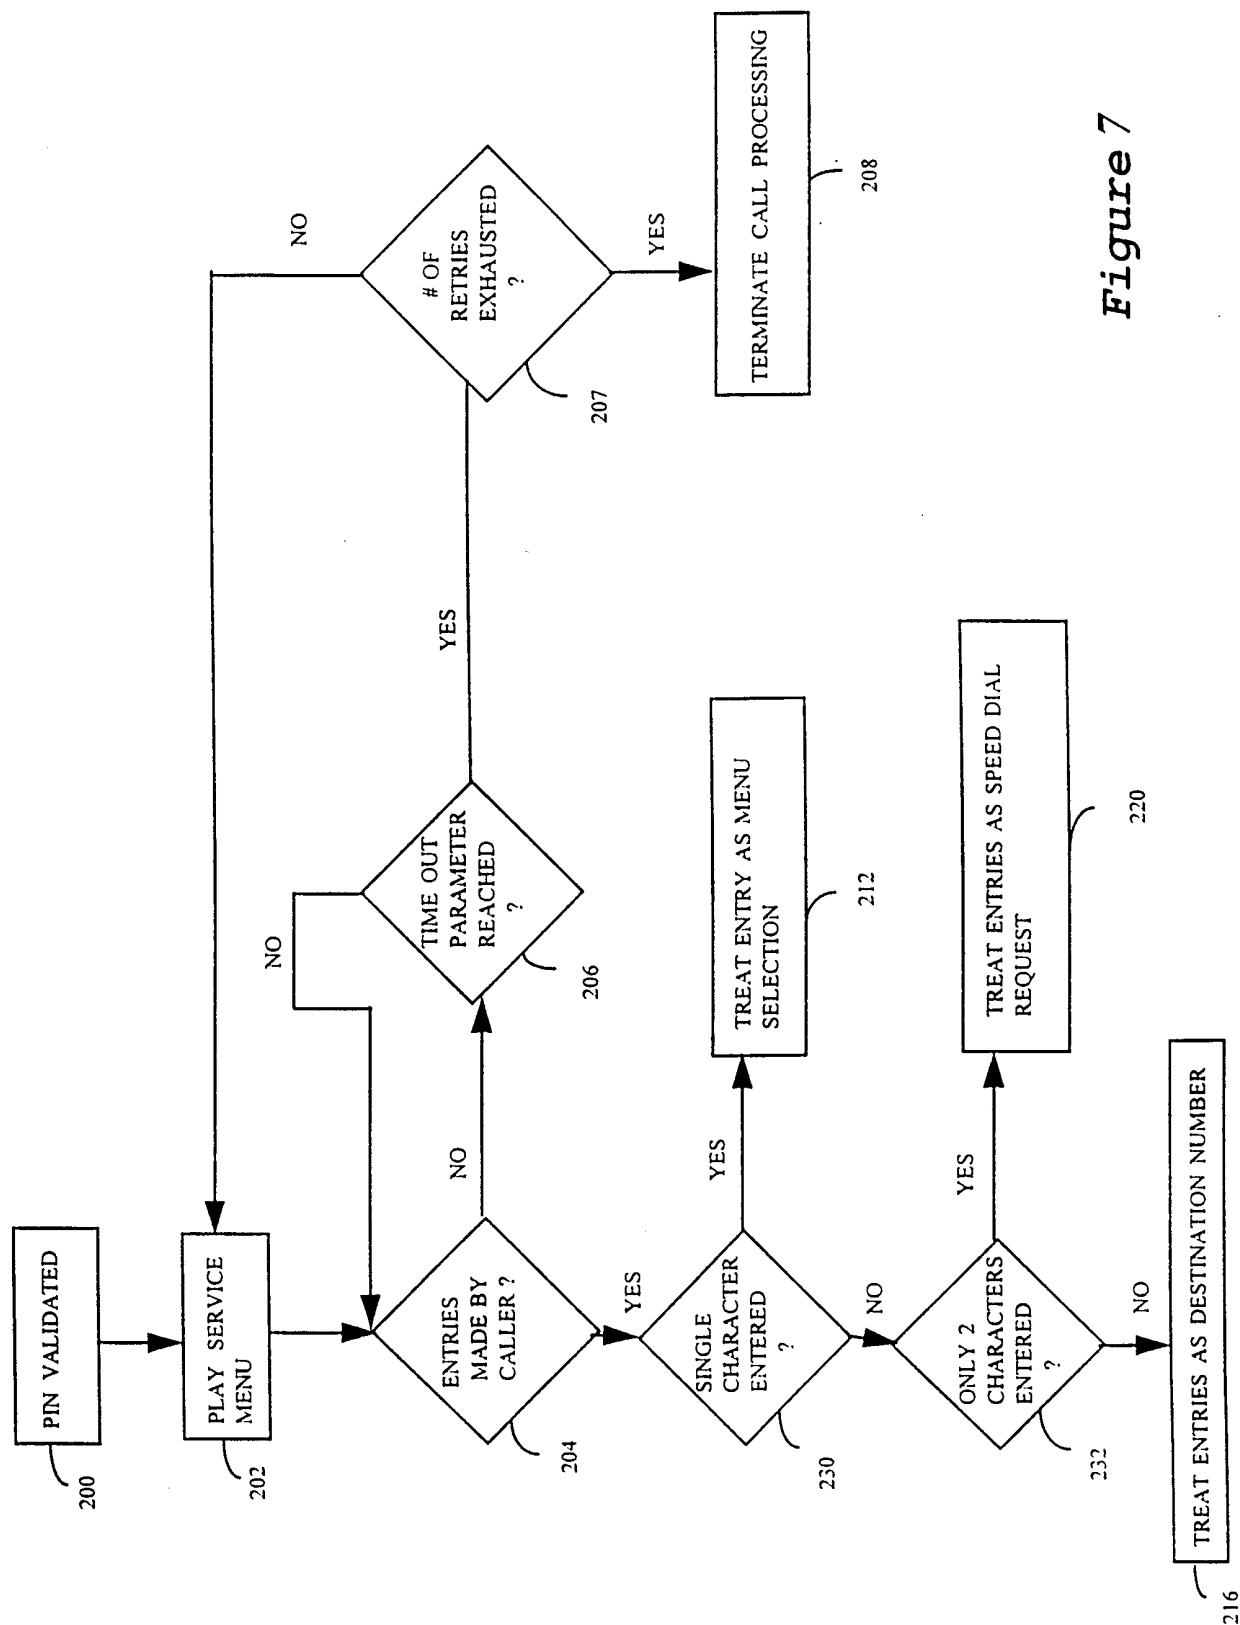 PIN VALIDATED
200
PLAY SERVICE
MENU
202
NO
ENTRIES
MADE BY
CALLER ?
204
NO
NO
TIME OUT
PARAMETER
REACHED
?
206
YES
# OF
RETRIES
EXHAUSTED
?
207
YES
TERMINATE CALL PROCESSING
208
YES
SINGLE
CHARACTER
ENTERED
?
230
YES
TREAT ENTRY AS MENU
SELECTION
212
NO
ONLY 2
CHARACTERS
ENTERED
?
232
YES
TREAT ENTRIES AS SPEED DIAL
REQUEST
220
NO
TREAT ENTRIES AS DESTINATION NUMBER
216
Figure 7